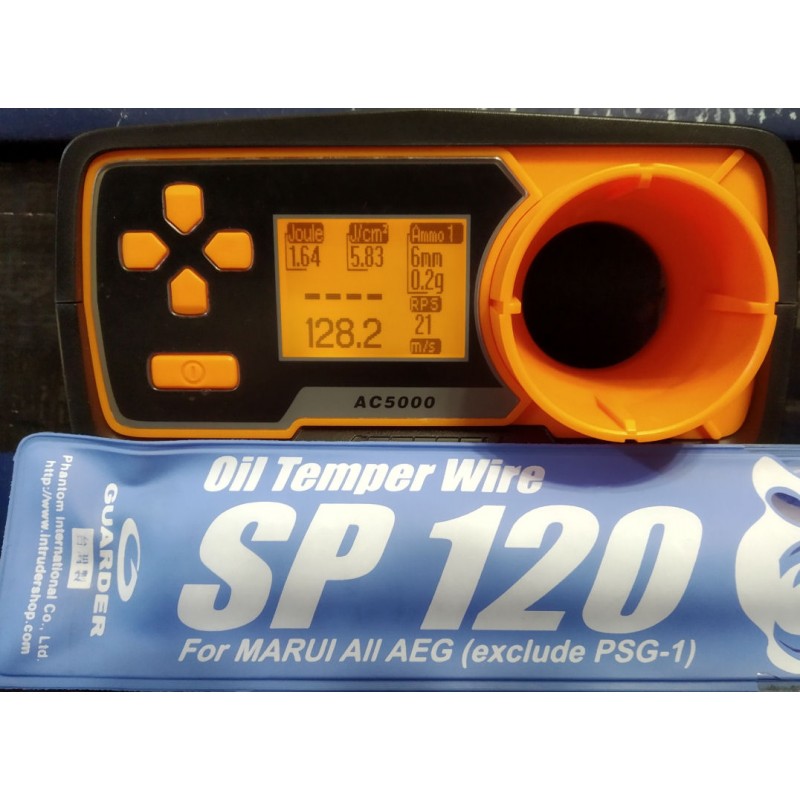 Joule
1.64
J/cm²
5.83
Ammo 1
6mm
0.2g
----
RPS
21
128.2
m/s
AC5000
Oil Temper Wire
SP 120
For MARUI All AEG (exclude PSG-1)
GUARDER
Phantom International Co., Ltd.
http://www.intrudershop.com